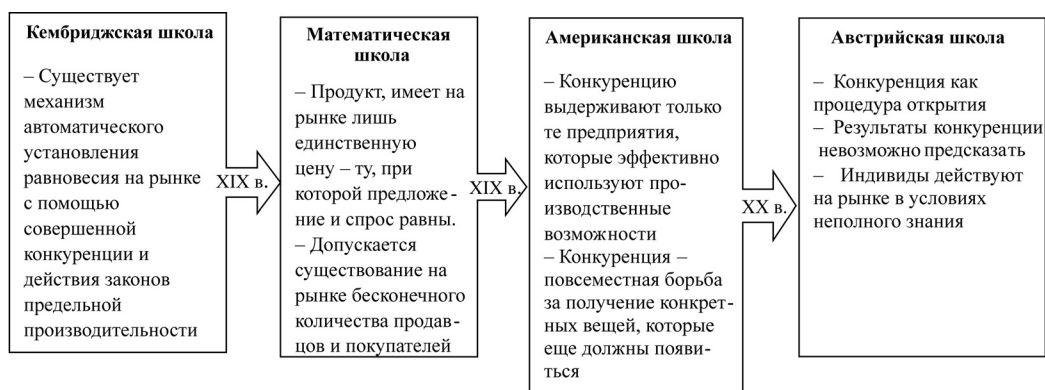 Кембриджская школа
– Существует
механизм
автоматического
установления
равновесия на рынке
с помощью
совершенной
конкуренции и
действия законов
предельной
производительности
XIX в.
Математическая
школа
– Продукт, имеет на
рынке лишь
единственную
цену – ту, при
которой предложе-
ние и спрос равны.
– Допускается
существование на
рынке бесконечного
количества продав-
цов и покупателей
XIX в.
Американская школа
– Конкуренцию
выдерживают только
те предприятия,
которые эффективно
используют про-
изводственные
возможности
– Конкуренция –
повсеместная борьба
за получение конкрет-
ных вещей, которые
еще должны появи-
ться
XX в.
Австрийская школа
– Конкуренция как
процедура открытия
– Результаты конкуренции
невозможно предсказать
– Индивиды действуют
на рынке в условиях
неполного знания